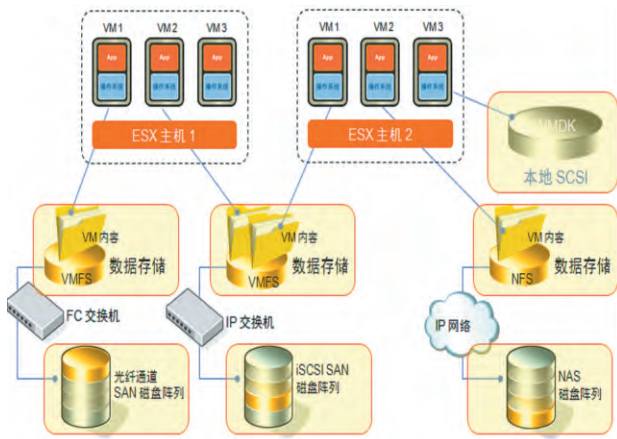 VM1 VM2 VM3
App App App
操作系统 操作系统 操作系统
ESX 主机 1
VM1 VM2 VM3
App App App
操作系统 操作系统 操作系统
ESX 主机 2
VMDK
本地 SCSI
VM 内容
VMFS
数据存储
VM 内容
VMFS
数据存储
VM 内容
NFS
数据存储
FC 交换机
IP 交换机
IP 网络
光纤通道
SAN 磁盘阵列
iSCSI SAN
磁盘阵列
NAS
磁盘阵列